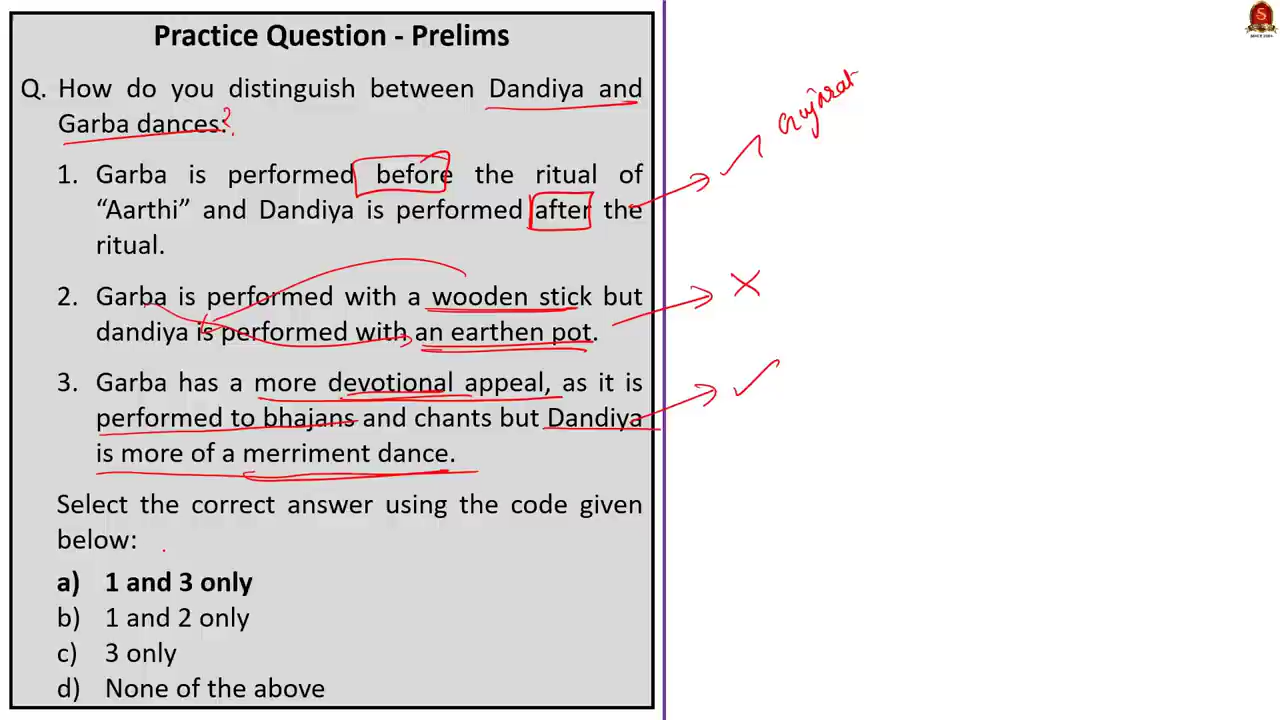 Practice Question - Prelims
Q. How do you distinguish between Dandiya and
Garba dances?
1. Garba is performed before the ritual of
“Aarthi” and Dandiya is performed after the
ritual.
2. Garba is performed with a wooden stick but
dandiya is performed with an earthen pot.
3. Garba has a more devotional appeal, as it is
performed to bhajans and chants but Dandiya
is more of a merriment dance.
Select the correct answer using the code given
below:
a) 1 and 3 only
b) 1 and 2 only
c) 3 only
d) None of the above
Gujarat
S
SINCE 2004